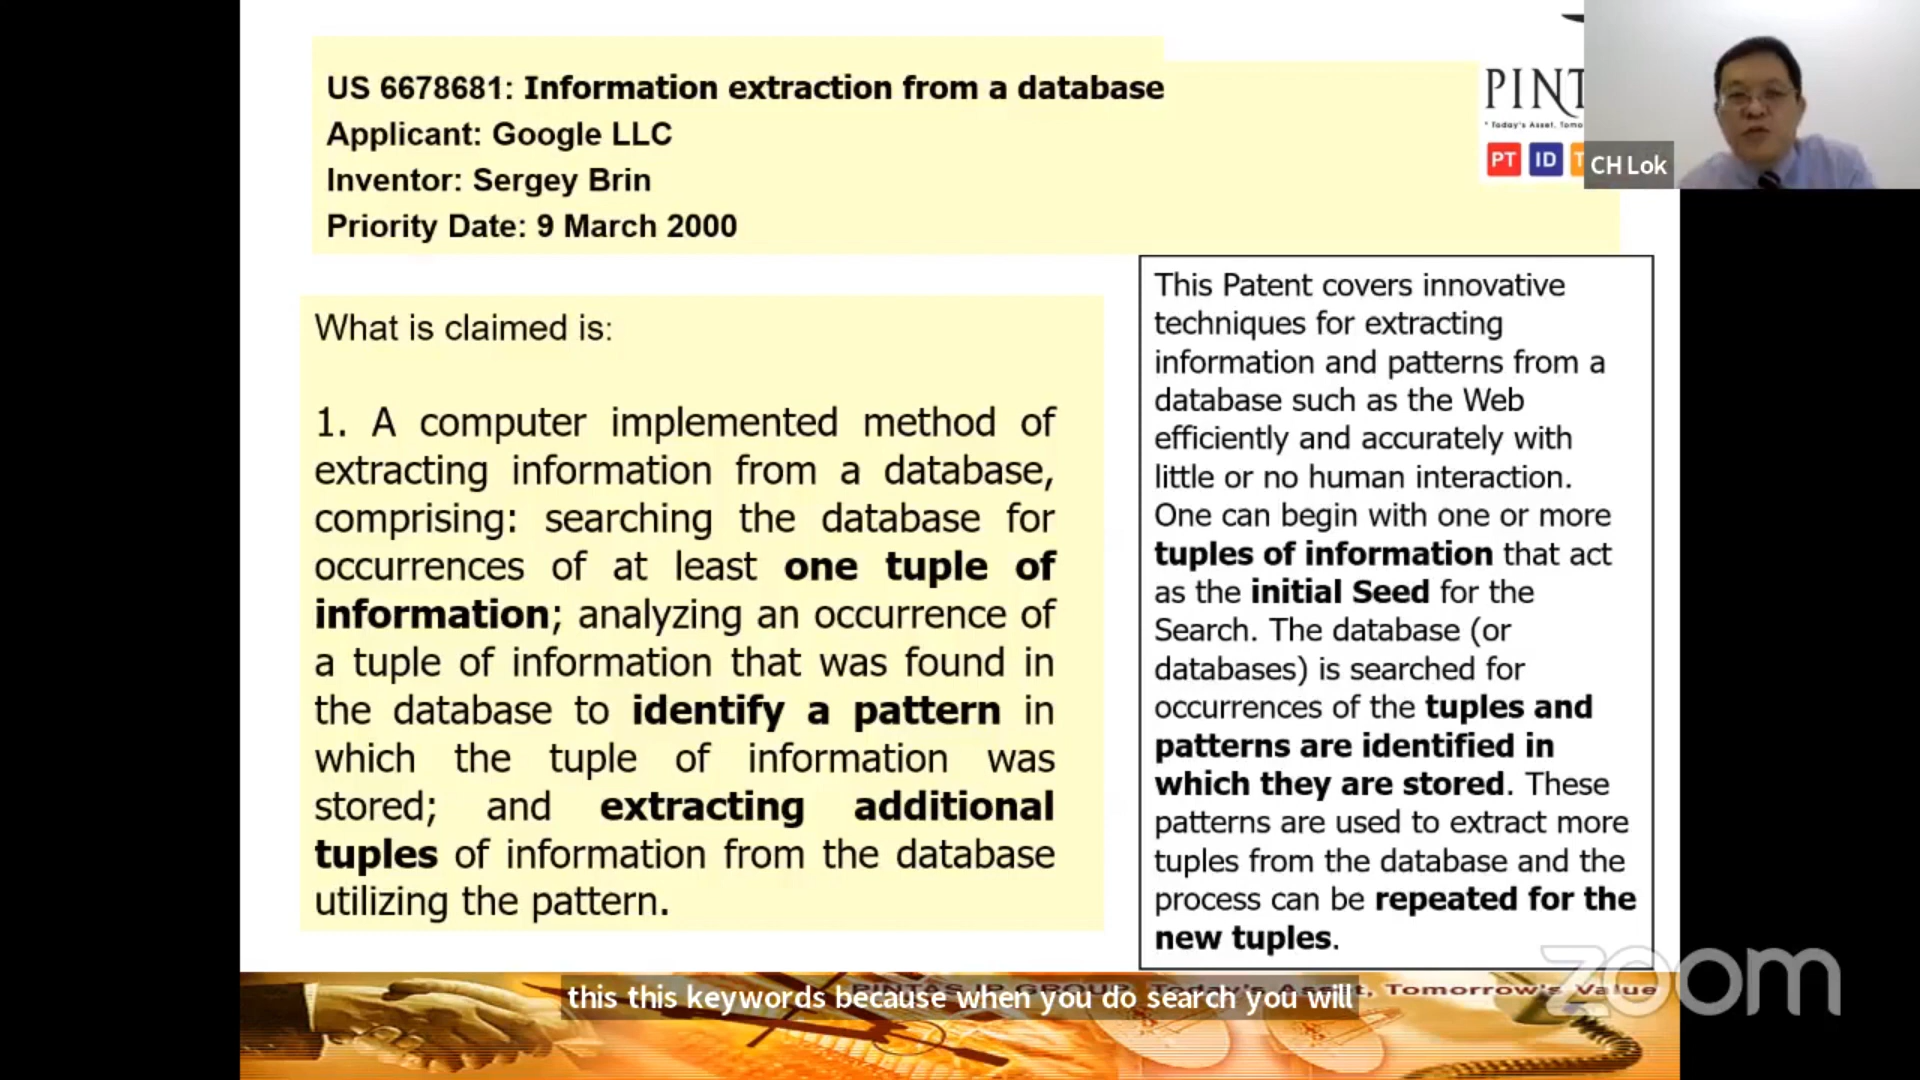 US 6678681: Information extraction from a database
Applicant: Google LLC
Inventor: Sergey Brin
Priority Date: 9 March 2000
PINT
* Today's Asset, Tomo
PT ID T
CH Lok
What is claimed is:
1. A computer implemented method of
extracting information from a database,
comprising: searching the database for
occurrences of at least one tuple of
information; analyzing an occurrence of
a tuple of information that was found in
the database to identify a pattern in
which the tuple of information was
stored; and extracting additional
tuples of information from the database
utilizing the pattern.
This Patent covers innovative
techniques for extracting
information and patterns from a
database such as the Web
efficiently and accurately with
little or no human interaction.
One can begin with one or more
tuples of information that act
as the initial Seed for the
Search. The database (or
databases) is searched for
occurrences of the tuples and
patterns are identified in
which they are stored. These
patterns are used to extract more
tuples from the database and the
process can be repeated for the
new tuples.
PINTAS IP GROUP Today's Asset, Tomorrow's Value
this this keywords because when you do search you will
zoom